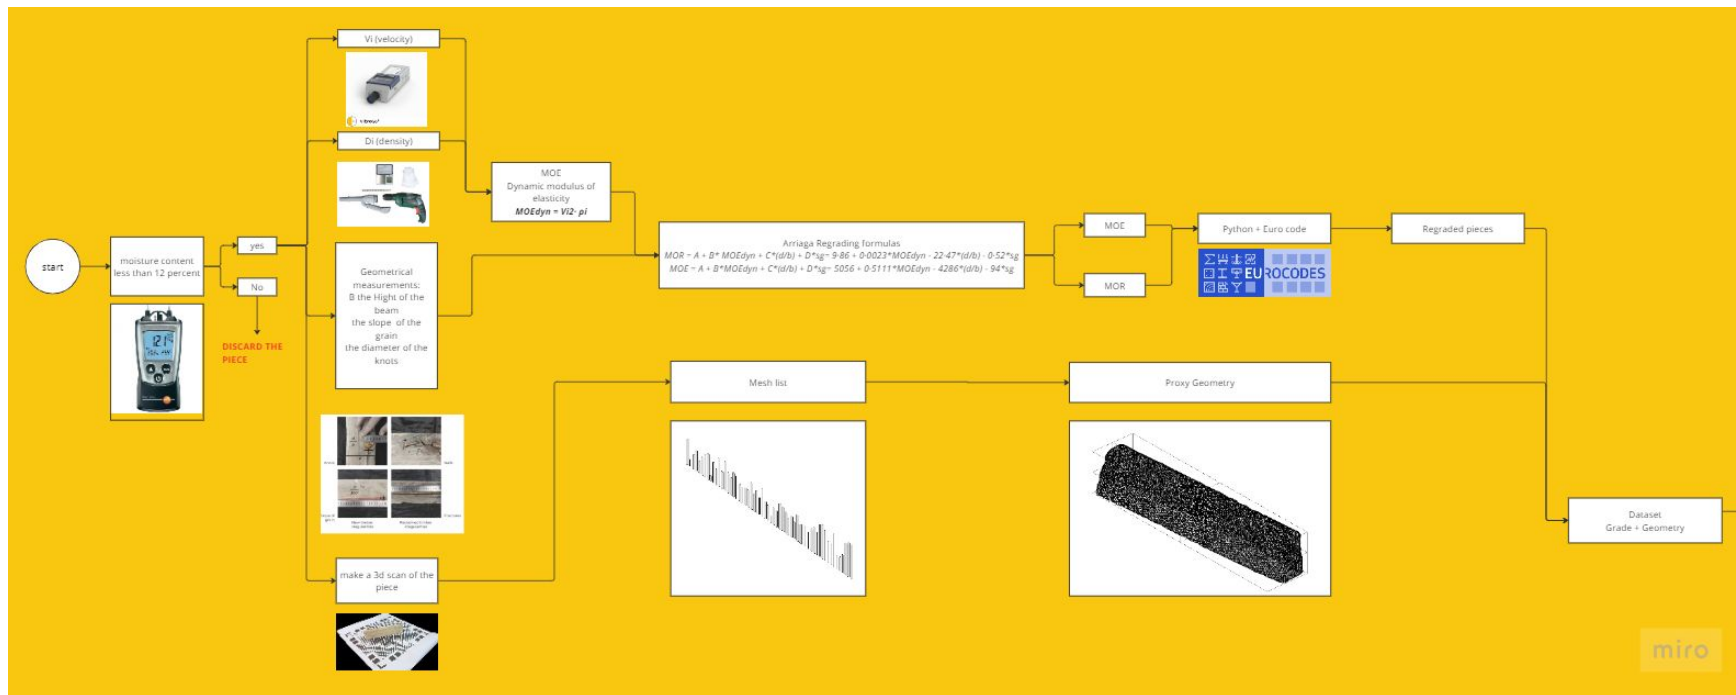 start
moisture content
less than 12 percent
yes
No
DISCARD THE
PIECE
Vi (velocity)
Di (density)
Geometrical
measurements:
B the Hight of the
beam
the slope of the
grain
the diameter of the
knots
make a 3d scan of the
piece
MOE
Dynamic modulus of
elasticity
MOEdyn = Vi2· pi
Arriaga Regrading formulas
MOR ~ A + B* MOEdyn + C*(d/b) + D*sg~ 9·86 + 0·0023*MOEdyn - 22·47*(d/b) - 0·52*sg
MOE ~ A + B*MOEdyn + C*(d/b) + D*sg~ 5056 + 0·5111*MOEdyn - 4286*(d/b) - 94*sg
MOE
MOR
Python + Euro code
EUROCODES
Regraded pieces
Mesh list
Proxy Geometry
Dataset
Grade + Geometry
miro